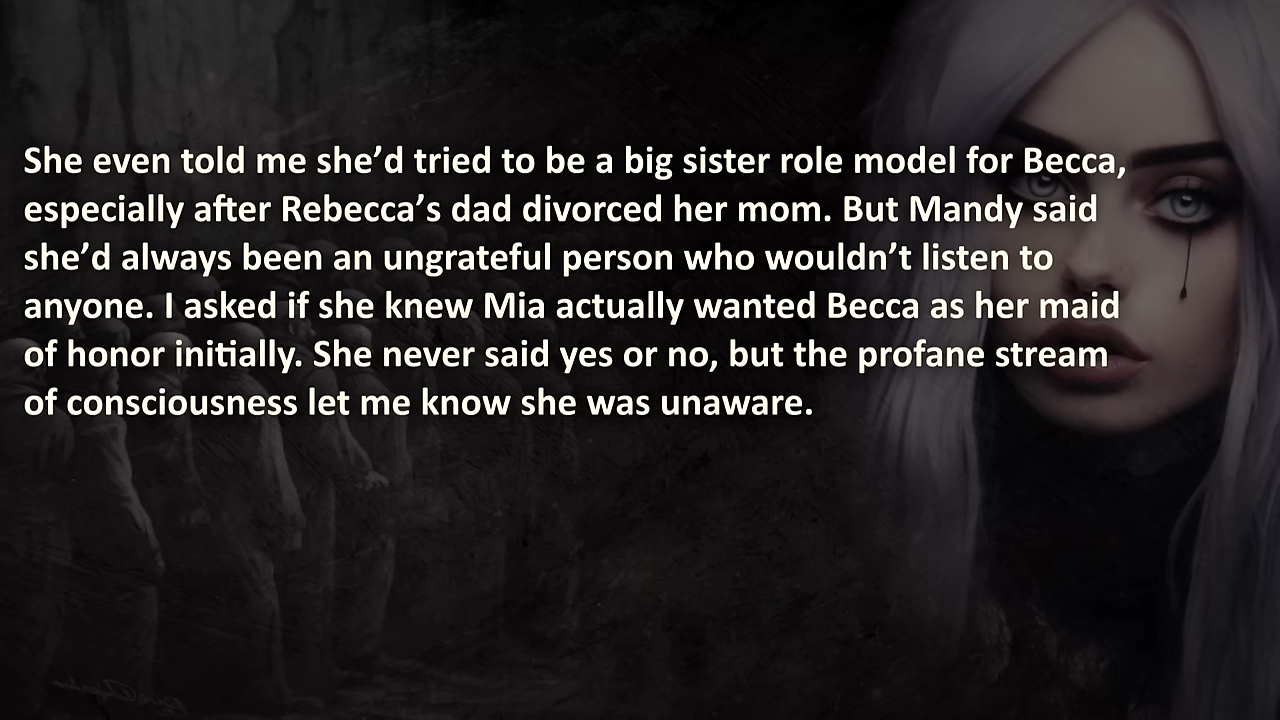 She even told me she’d tried to be a big sister role model for Becca,
especially after Rebecca’s dad divorced her mom. But Mandy said
she’d always been an ungrateful person who wouldn’t listen to
anyone. I asked if she knew Mia actually wanted Becca as her maid
of honor initially. She never said yes or no, but the profane stream
of consciousness let me know she was unaware.